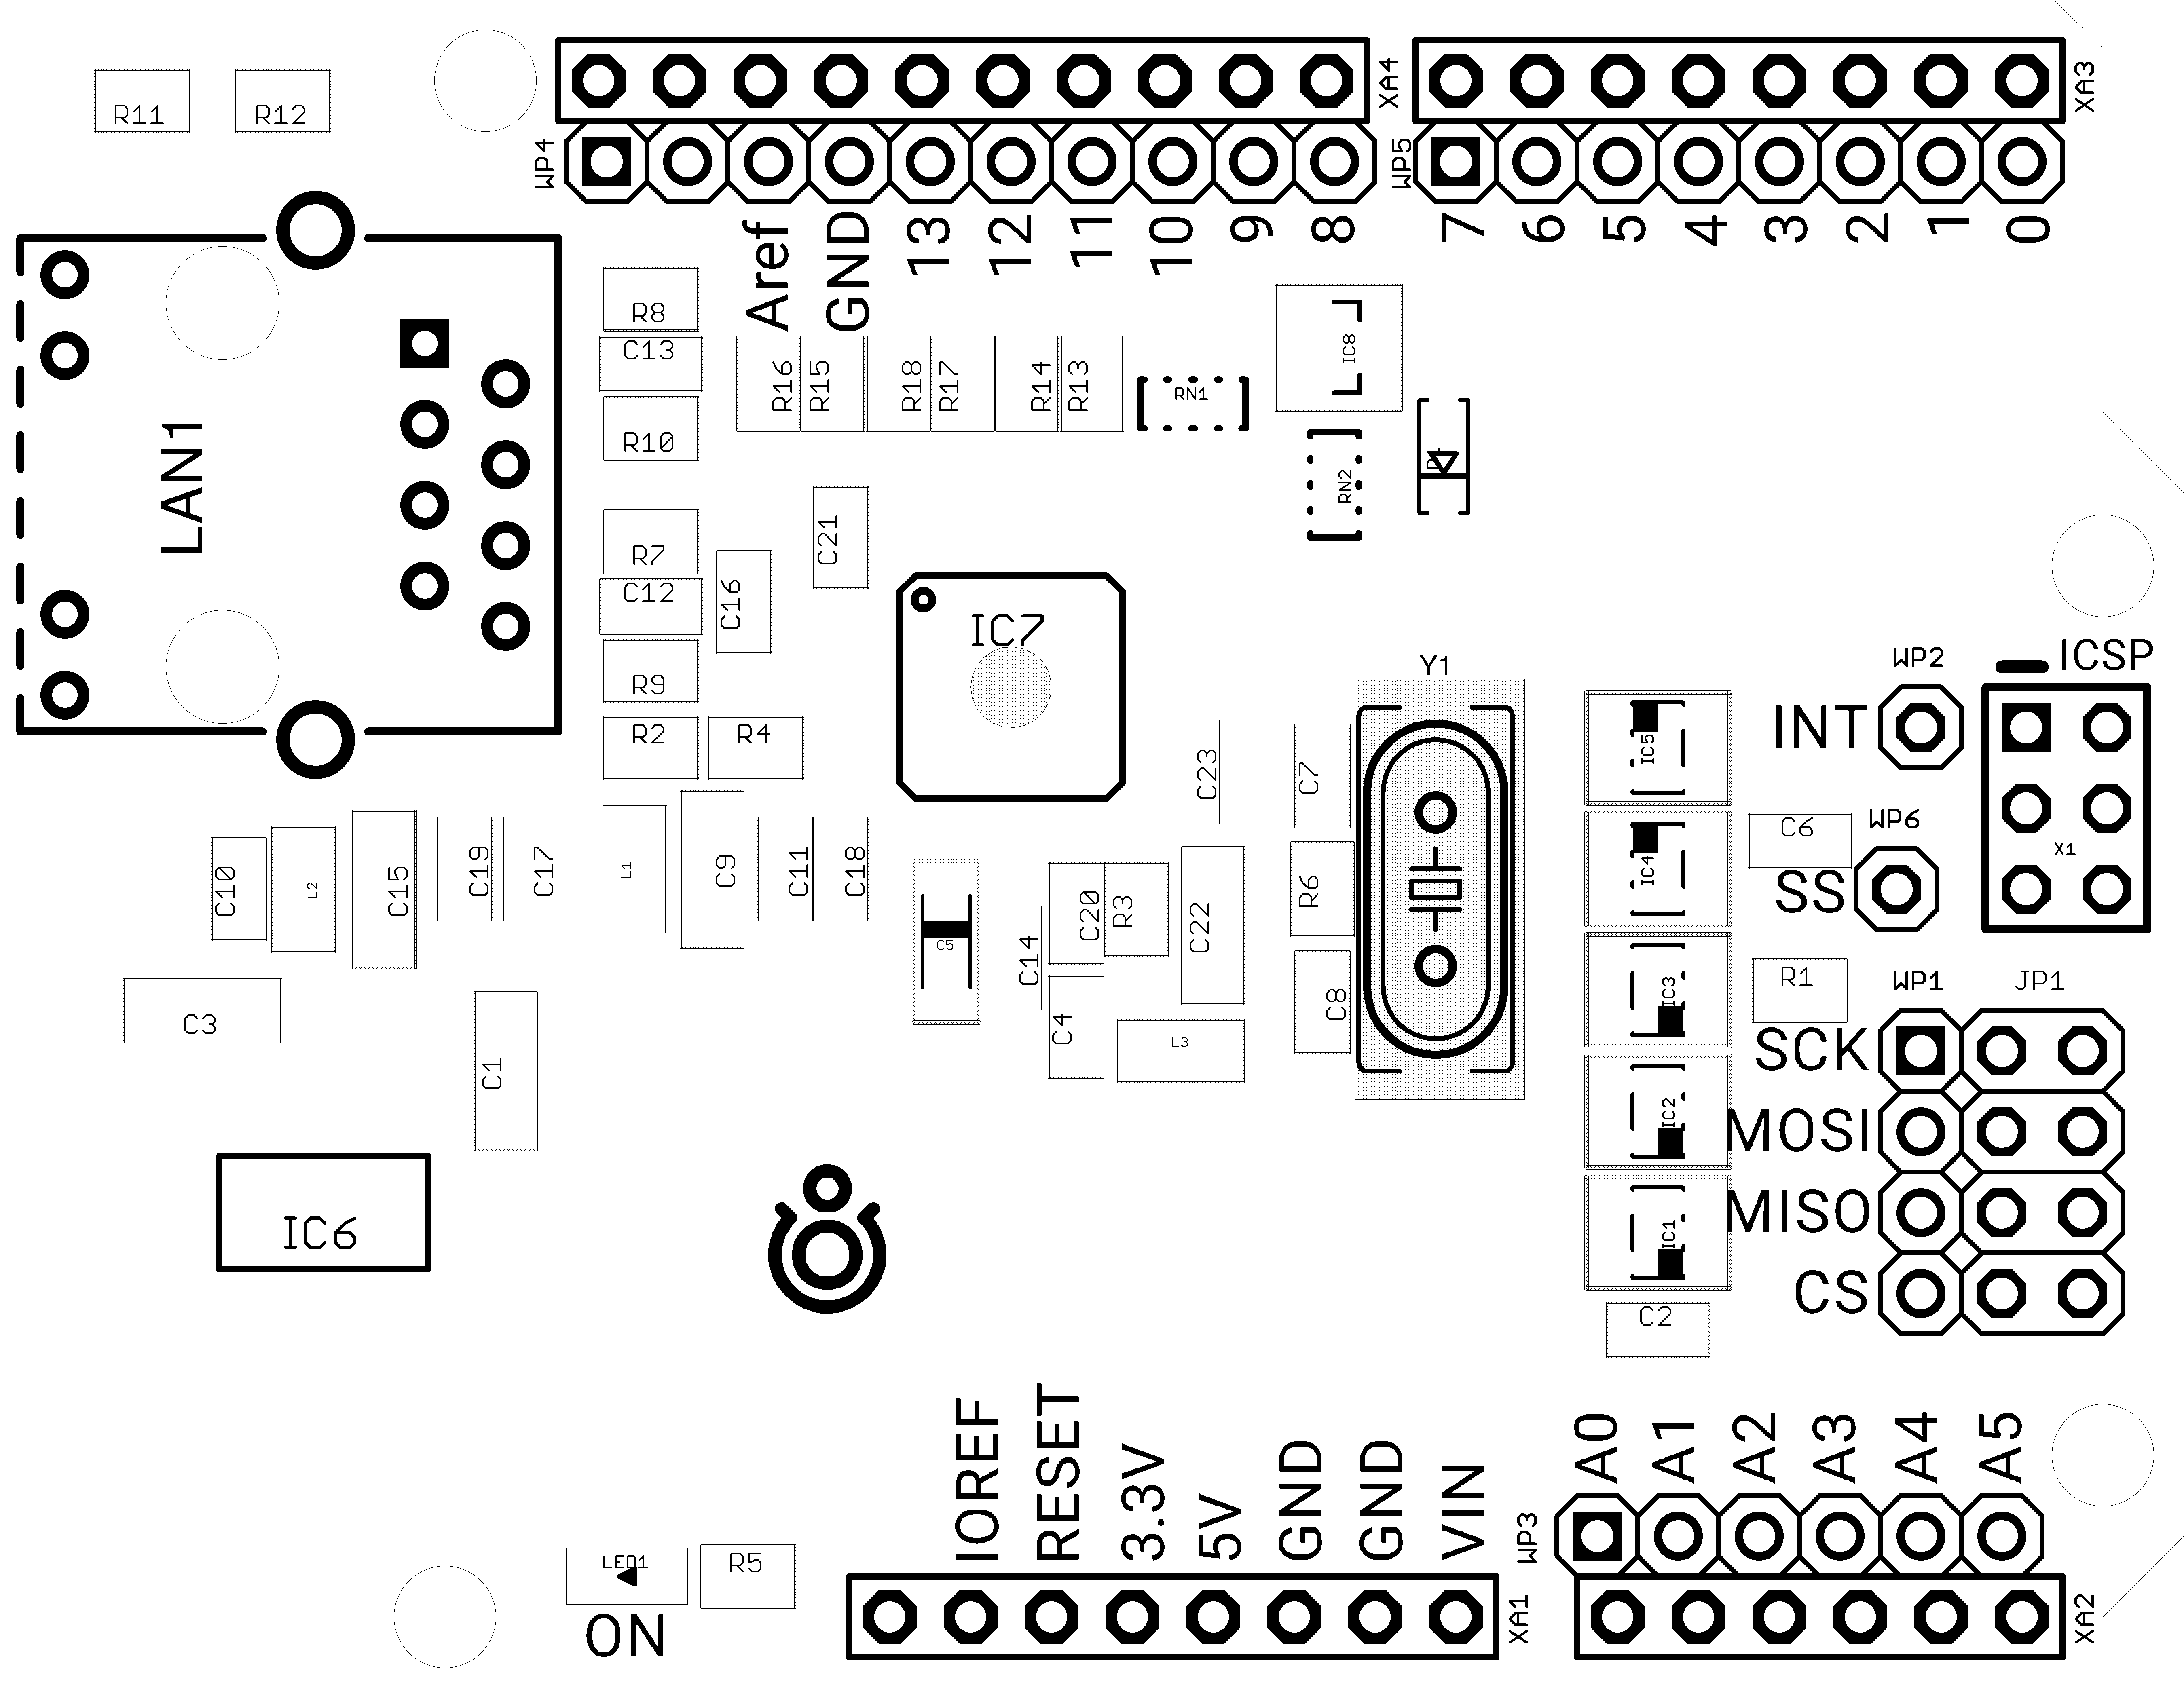 R11
R12
XA4
XA3
WP4
WP5
Aref
GND
13
12
11
10
9
8
7
6
5
4
3
2
1
0
LAN1
R8
C13
R10
R16
R15
R18
R17
R14
R13
RN1
IC8
RN2
C21
R7
C12
C16
R9
R2
R4
IC7
Y1
C23
C7
IC5
WP2
ICSP
INT
C10
L2
C15
C19
C17
L1
C9
C11
C18
C5
C14
C20
R3
C22
R6
IC4
C6
WP6
SS
X1
C3
C1
C4
L3
C8
IC3
R1
WP1
JP1
SCK
IC2
MOSI
IC6
IC1
MISO
CS
C2
IOREF
RESET
3.3V
5V
GND
GND
VIN
A0
A1
A2
A3
A4
A5
WP3
LED1
R5
ON
XA1
XA2